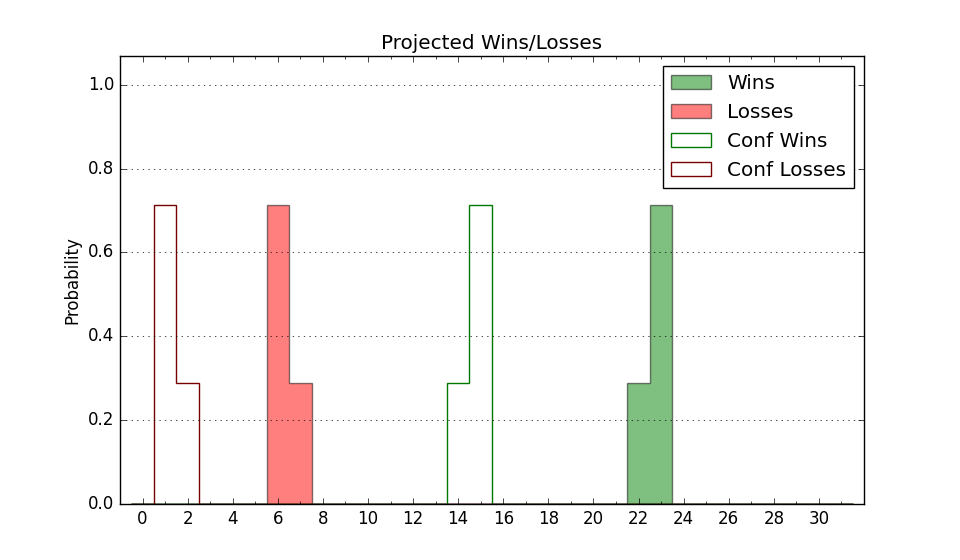 Projected Wins/Losses
Probability
1.0
0.8
0.6
0.4
0.2
0.0
0 2 4 6 8 10 12 14 16 18 20 22 24 26 28 30
Wins
Losses
Conf Wins
Conf Losses